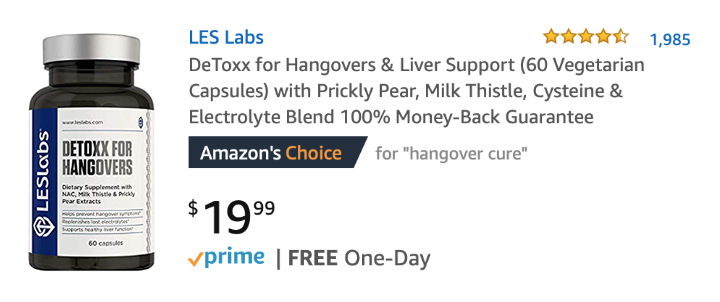 LES Labs
1,985
DeToxx for Hangovers & Liver Support (60 Vegetarian
Capsules) with Prickly Pear, Milk Thistle, Cysteine &
Electrolyte Blend 100% Money-Back Guarantee
Amazon's Choice for "hangover cure"
$19 99
prime | FREE One-Day
www.leslabs.com
LESlabs
DETOXX FOR
HANGOVERS
Dietary Supplement with
NAC, Milk Thistle & Prickly
Pear Extracts
Helps prevent hangover symptoms*
Replenishes lost electrolytes*
Supports healthy liver function*
60 capsules